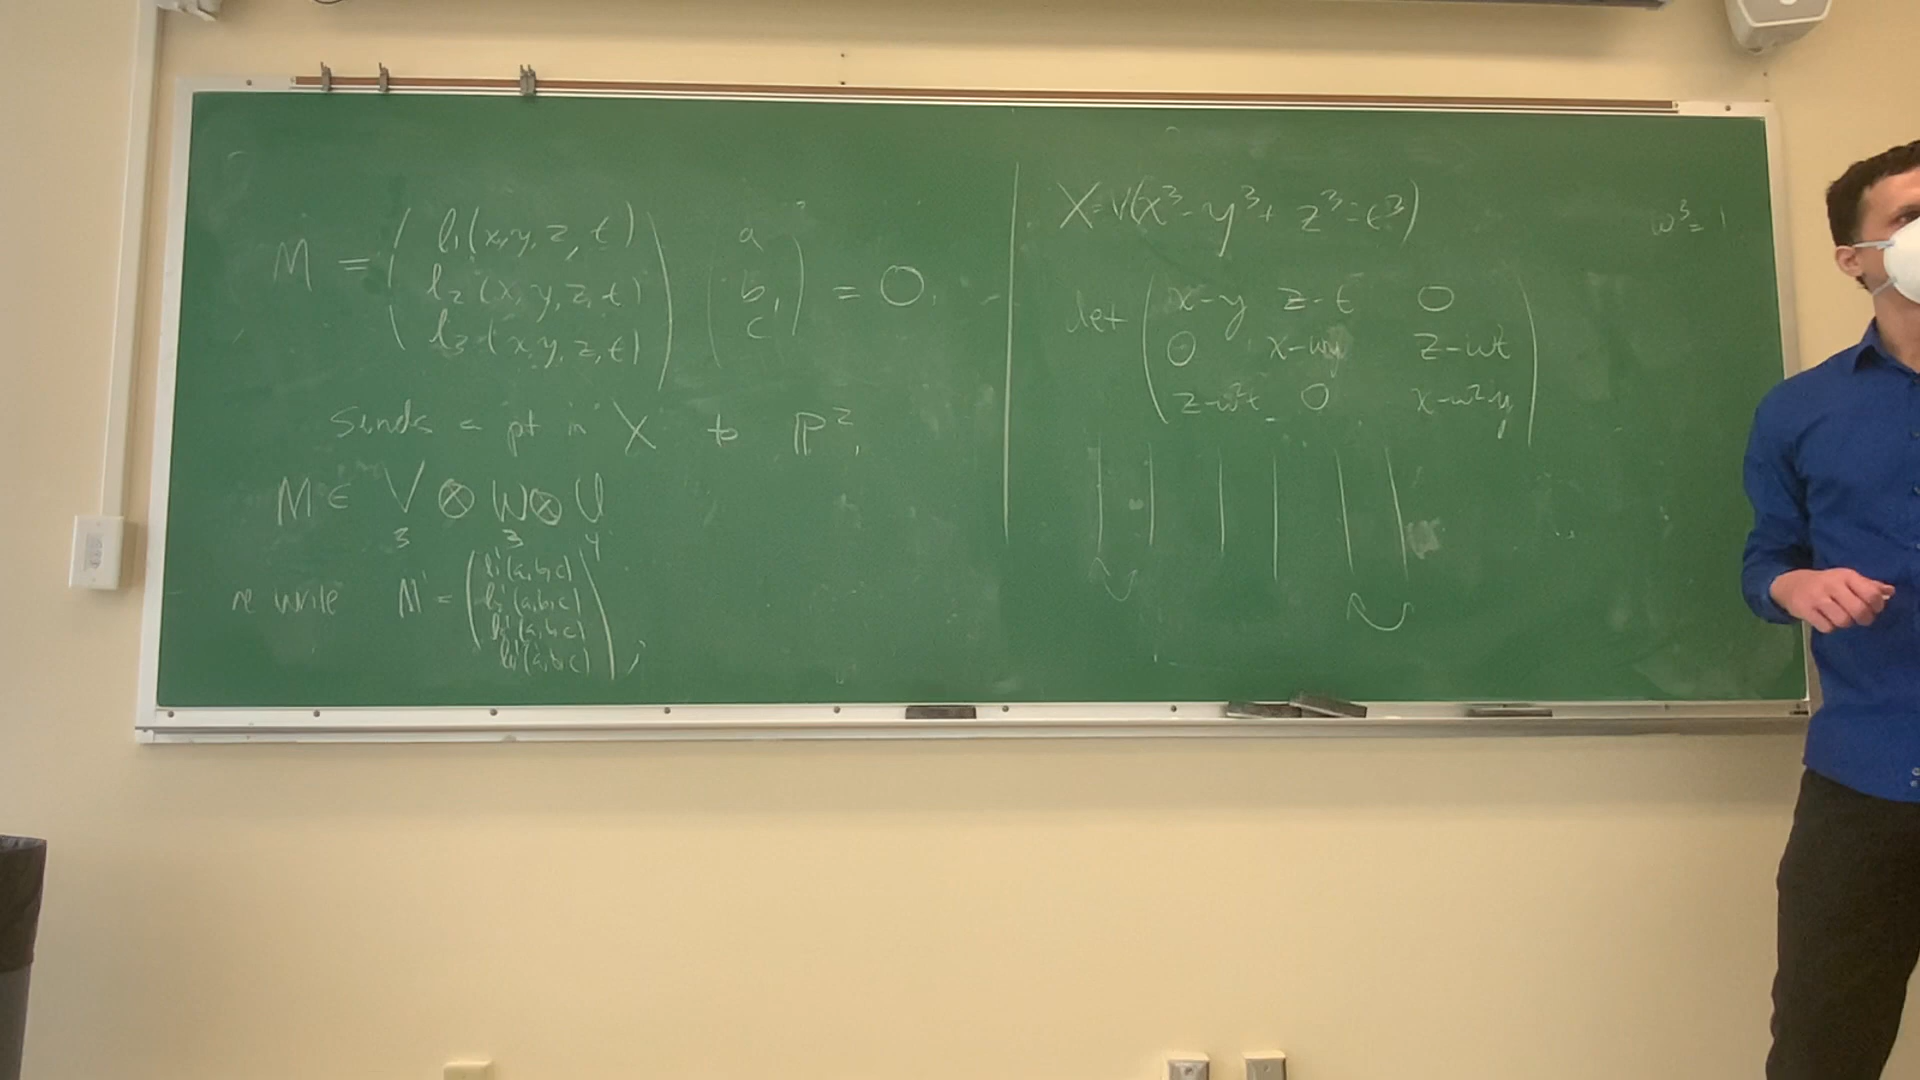 M = ( l₁(x,y,z,t) l₂(x,y,z,t) l₃(x,y,z,t) ) ( a b c ) = 0.
Sends a pt in X to ℙ².
M ∈ V ⊗ W ⊗ U
3 3 4
re write M' = ( l₁'(a,b,c) l₂'(a,b,c) l₃'(a,b,c) l₄'(a,b,c) )
X = V(x³ - y³ + z³ = t³)
ω³ = 1
det ( x-y z-t 0
0 x-ωy z-ωt
z-ω²t 0 x-ω²y )